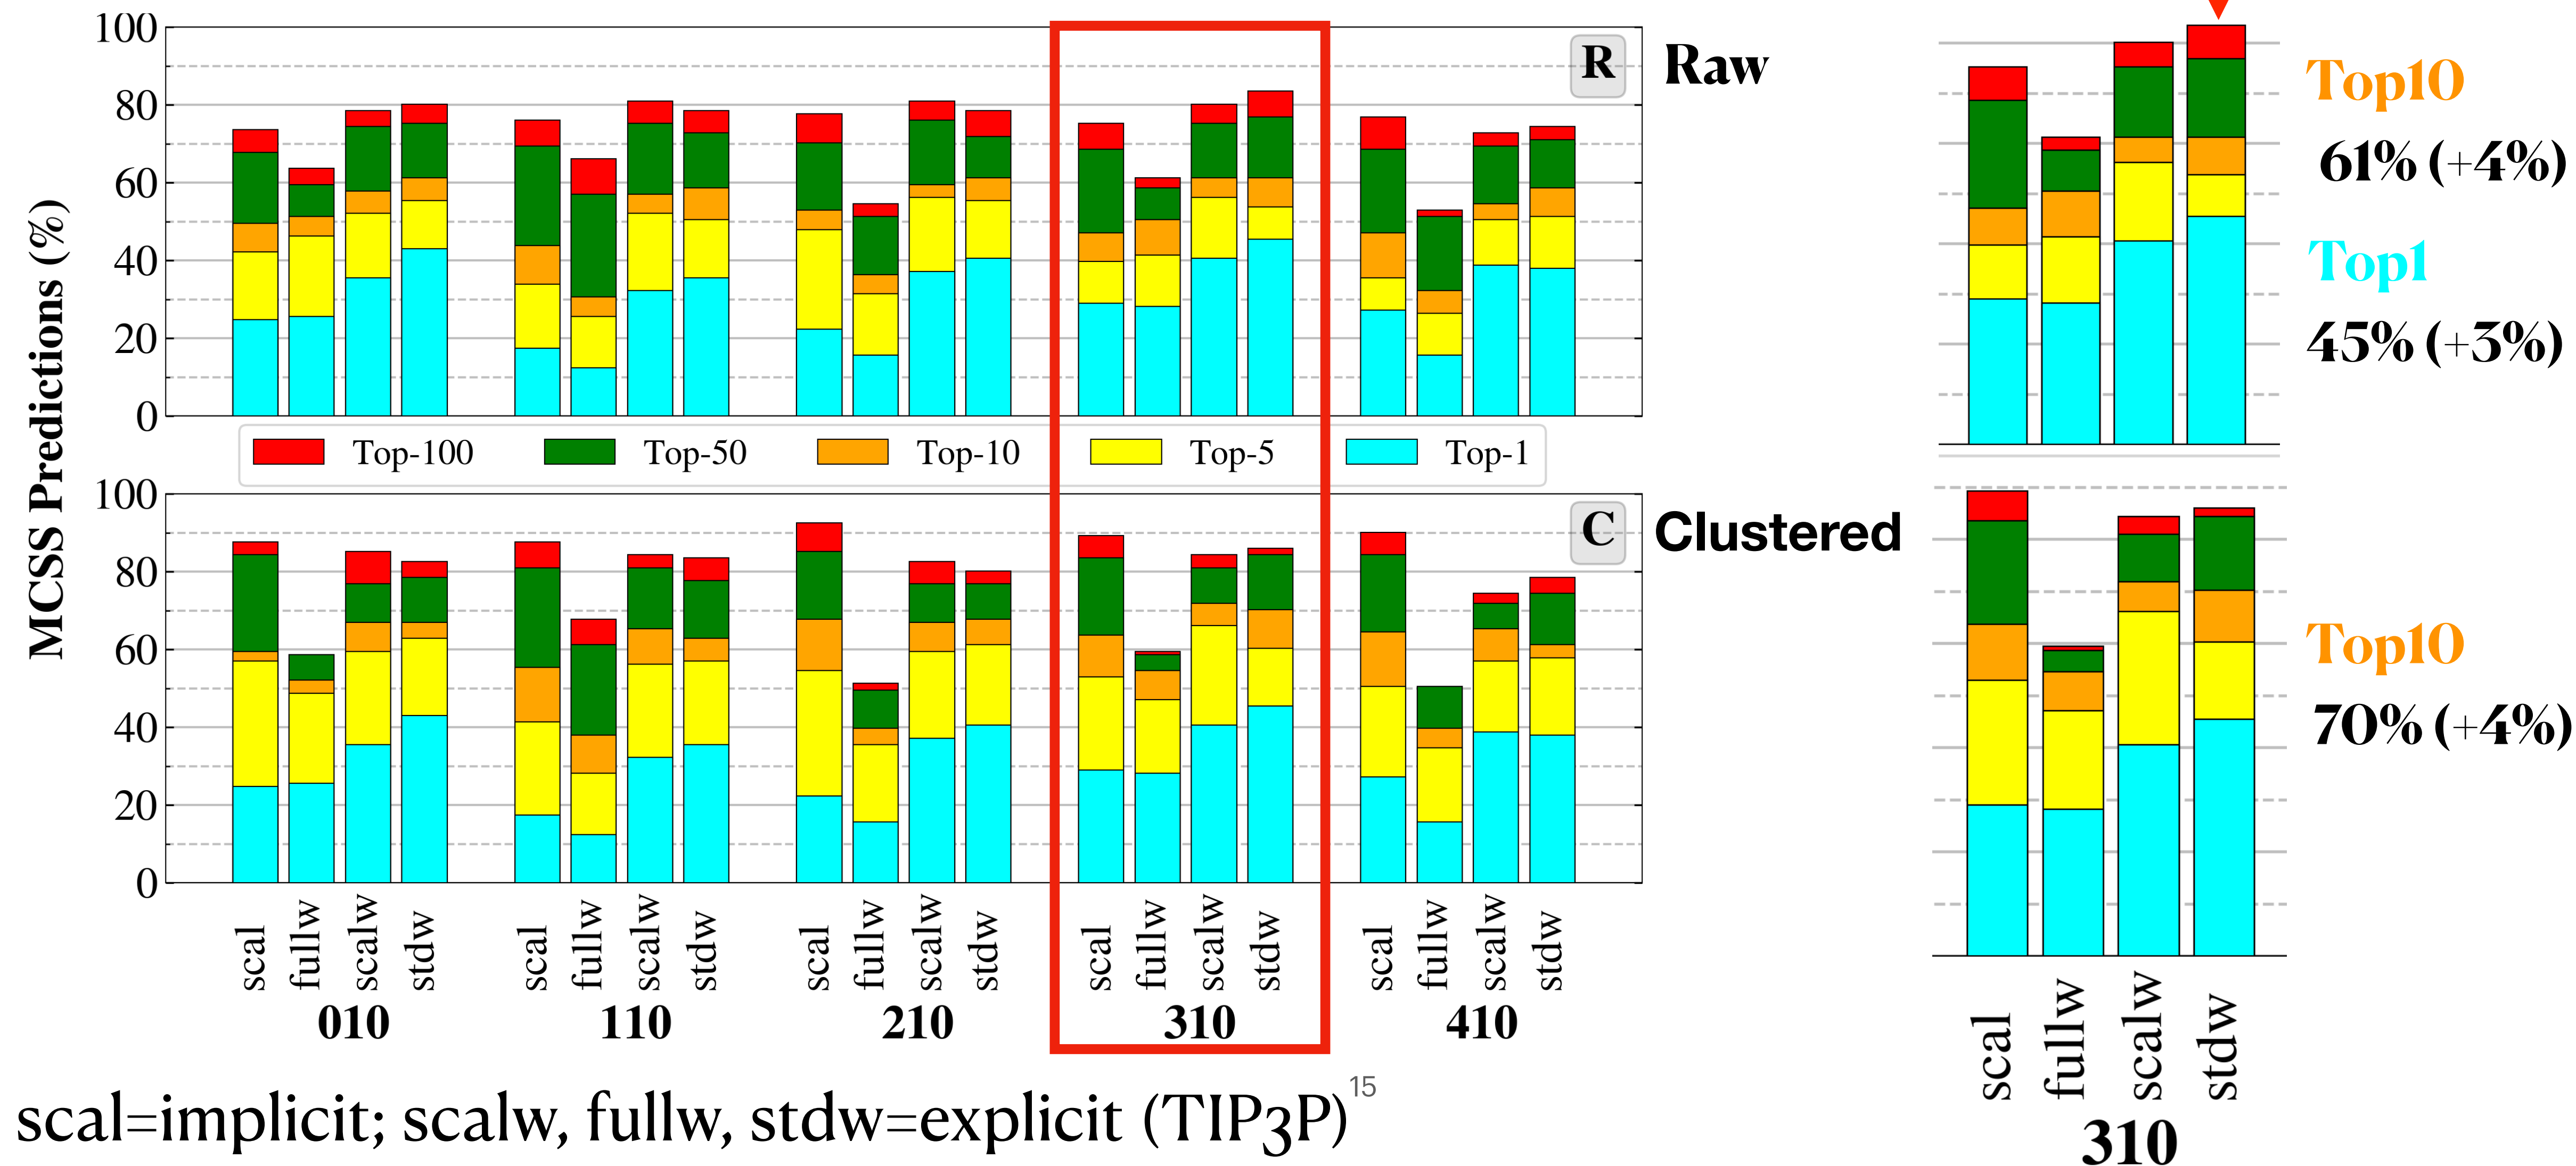 MCSS Predictions (%)
100
80
60
40
20
0
R
Raw
Top-100
Top-50
Top-10
Top-5
Top-1
100
80
60
40
20
0
C
Clustered
scal
fullw
scalw
stdw
scal
fullw
scalw
stdw
scal
fullw
scalw
stdw
scal
fullw
scalw
stdw
scal
fullw
scalw
stdw
010
110
210
310
410
scal=implicit; scalw, fullw, stdw=explicit (TIP3P)
15
Top10
61% (+4%)
Top1
45% (+3%)
Top10
70% (+4%)
scal
fullw
scalw
stdw
310